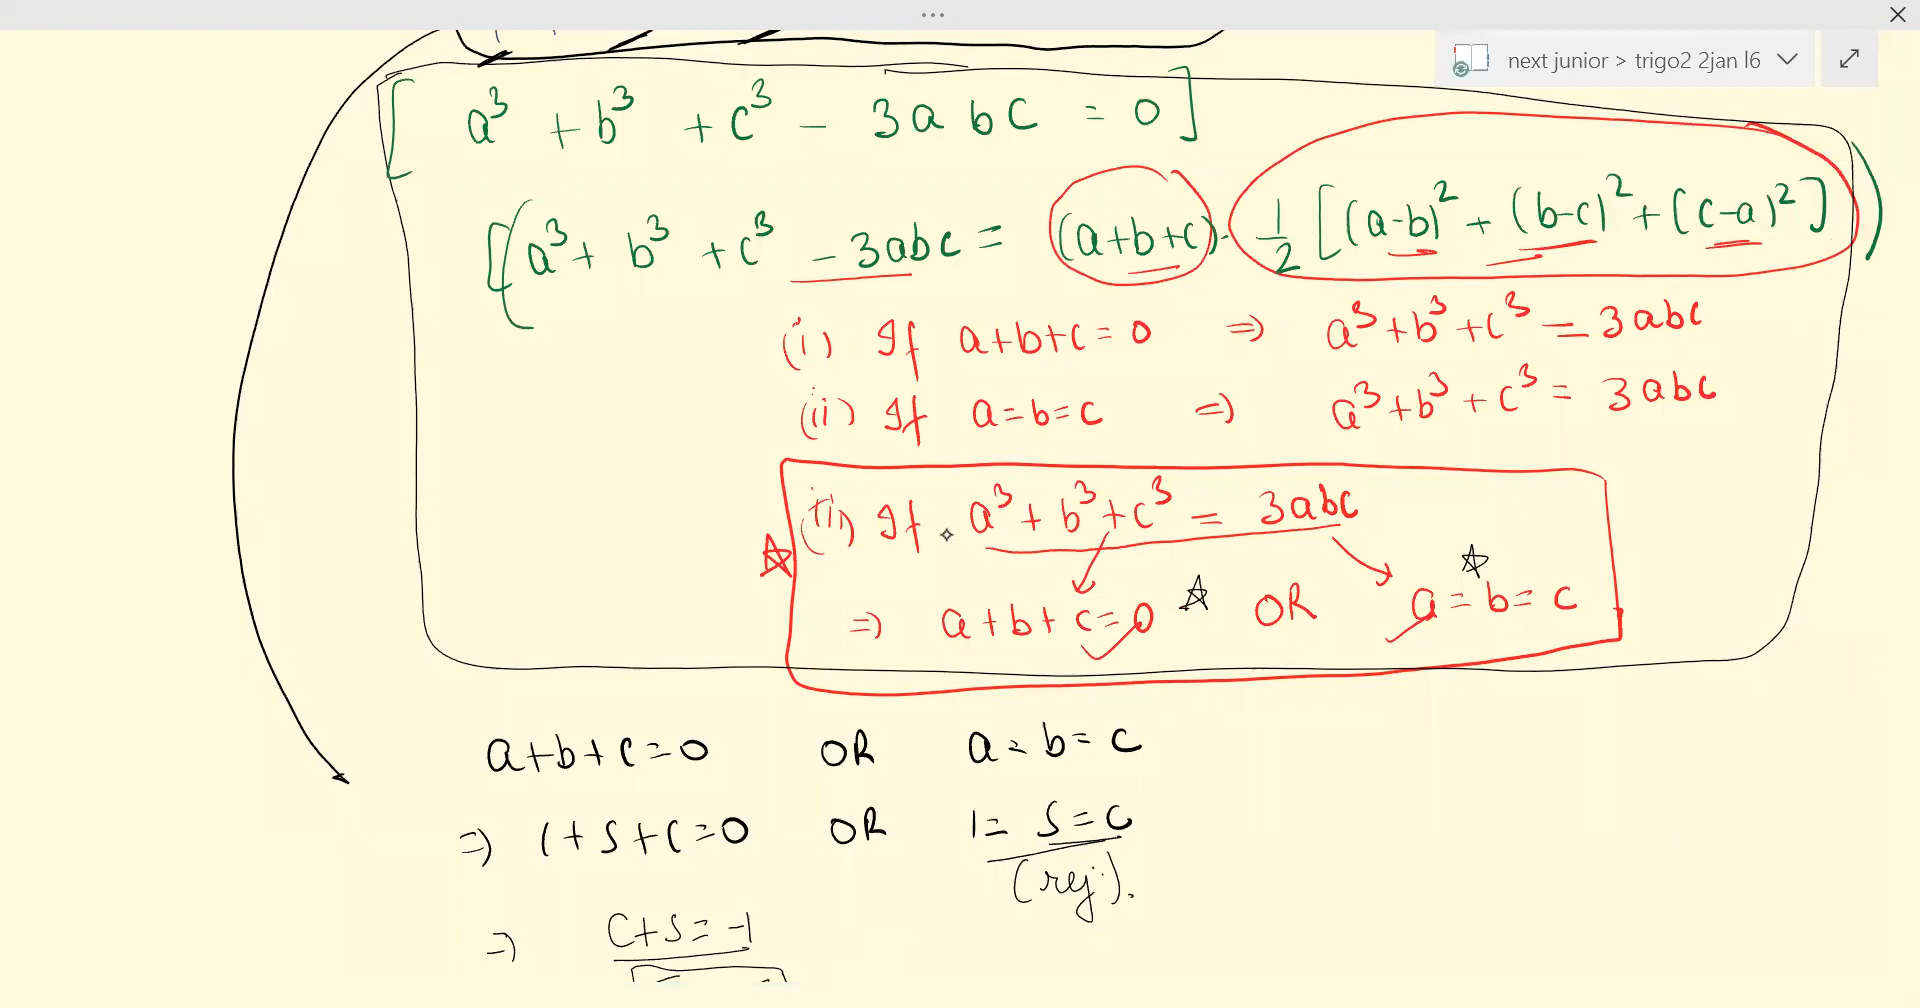 next junior > trigo2 2jan l6
[ a³ + b³ + c³ - 3abc = 0 ]
[( a³ + b³ + c³ - 3abc = (a+b+c) · 1/2 [(a-b)² + (b-c)² + (c-a)²] )
(i) If a+b+c = 0 ⇒ a³ + b³ + c³ = 3abc
(ii) If a = b = c ⇒ a³ + b³ + c³ = 3abc
(iii) If a³ + b³ + c³ = 3abc
⇒ a + b + c = 0 OR a = b = c
a + b + c = 0 OR a = b = c
⇒ 1 + S + C = 0 OR 1 = S = C
(rej).
⇒ C + S = -1